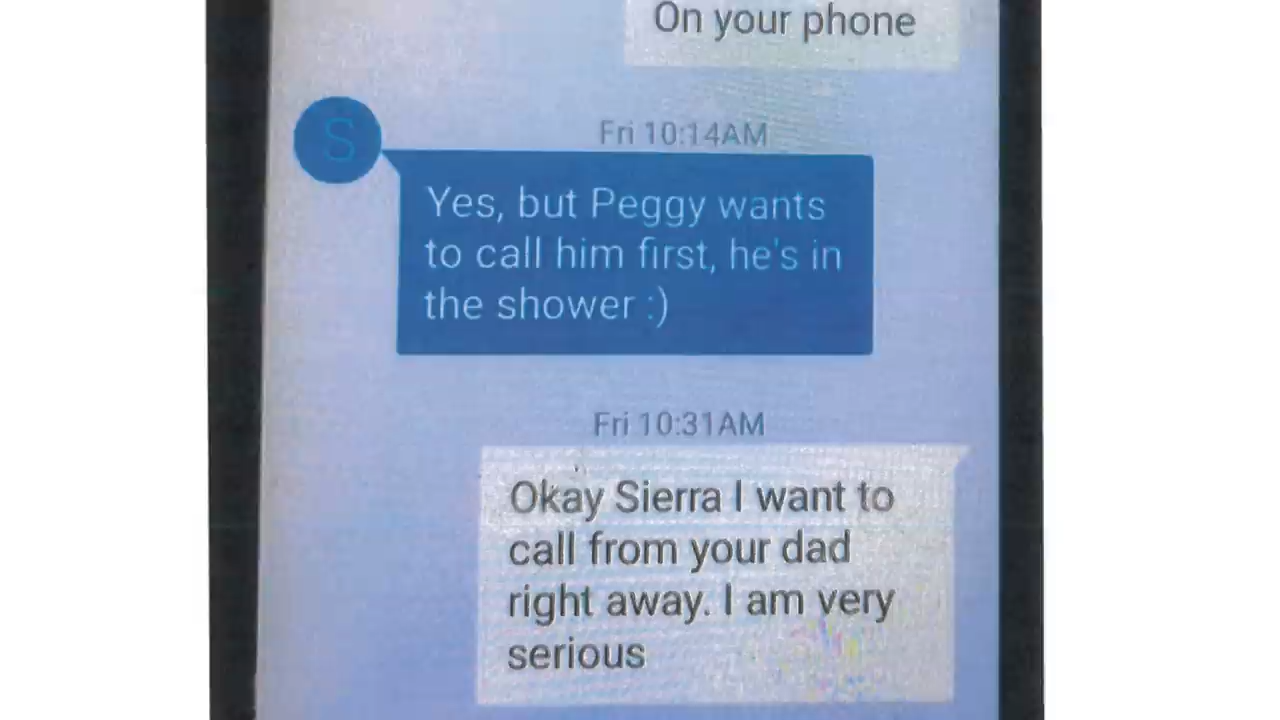 On your phone
S
Fri 10:14AM
Yes, but Peggy wants
to call him first, he's in
the shower :)
Fri 10:31AM
Okay Sierra I want to
call from your dad
right away. I am very
serious